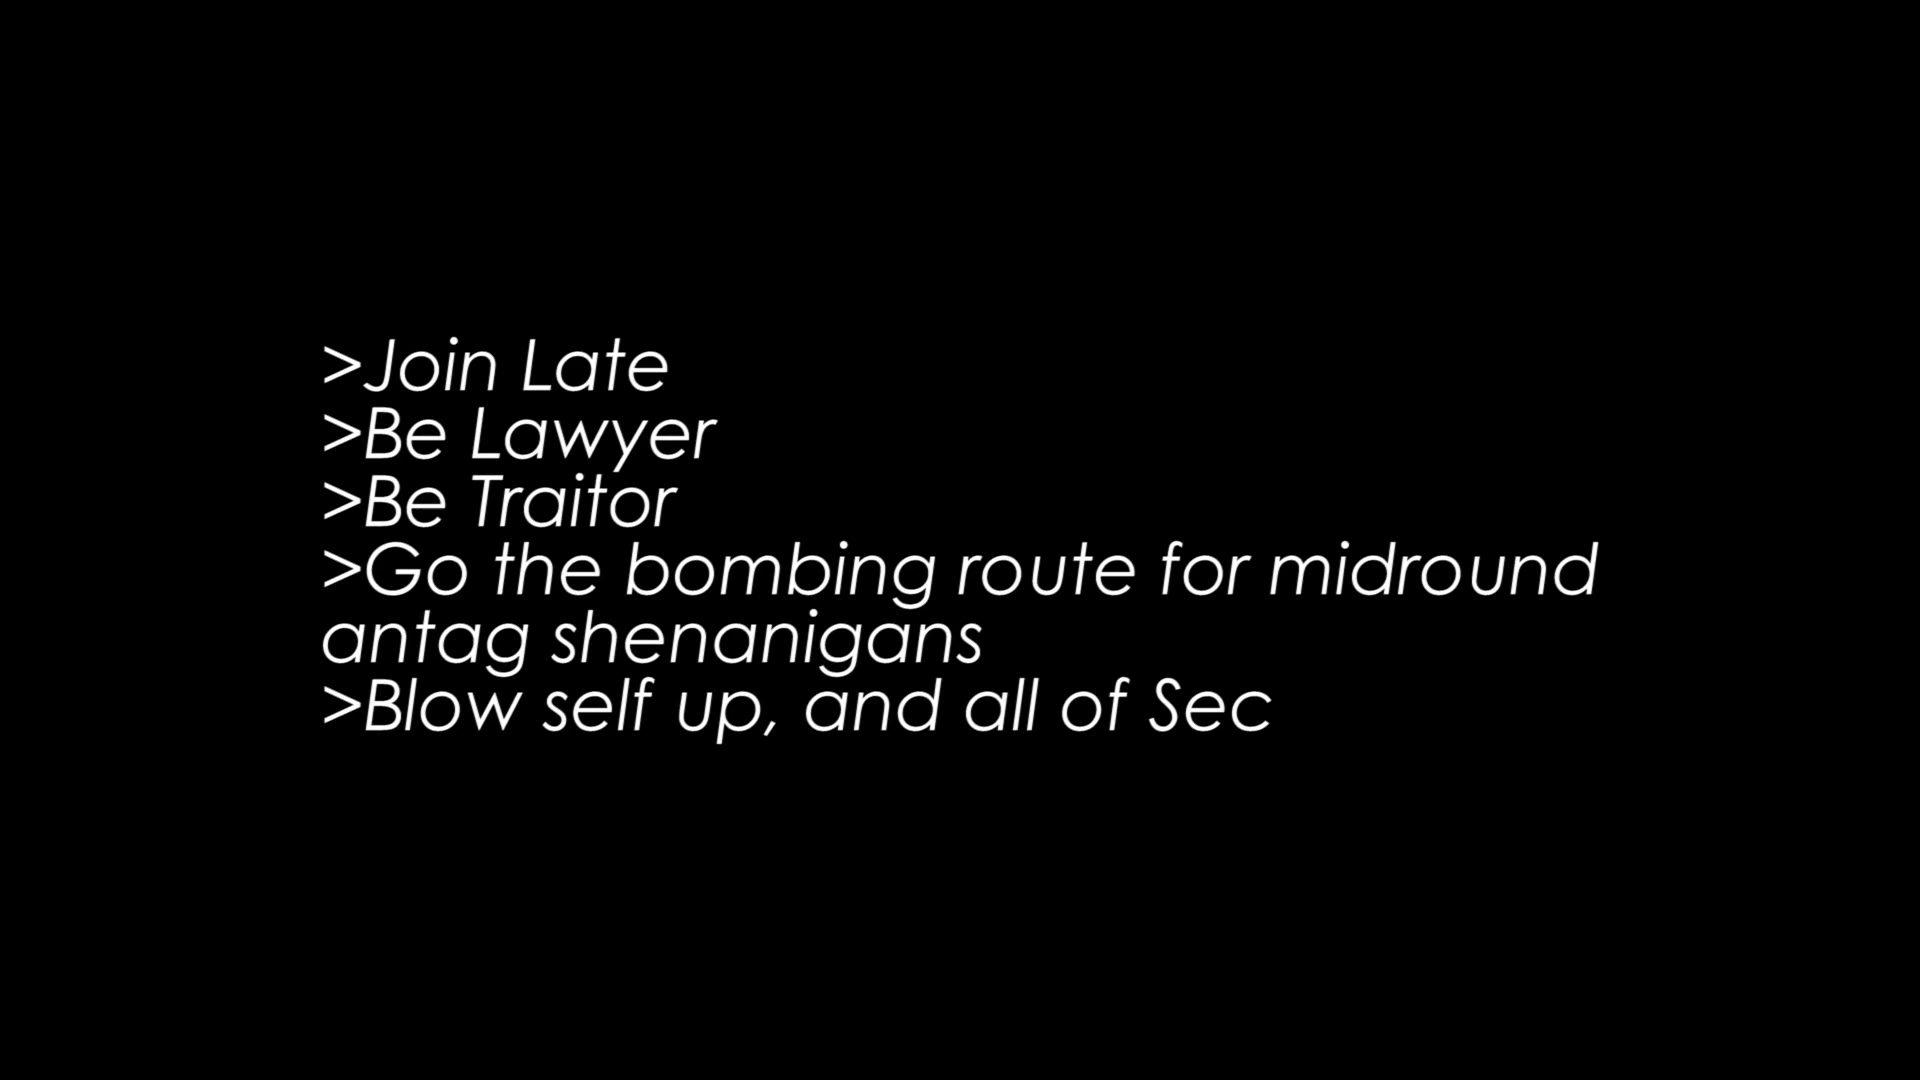 >Join Late
>Be Lawyer
>Be Traitor
>Go the bombing route for midround
antag shenanigans
>Blow self up, and all of Sec